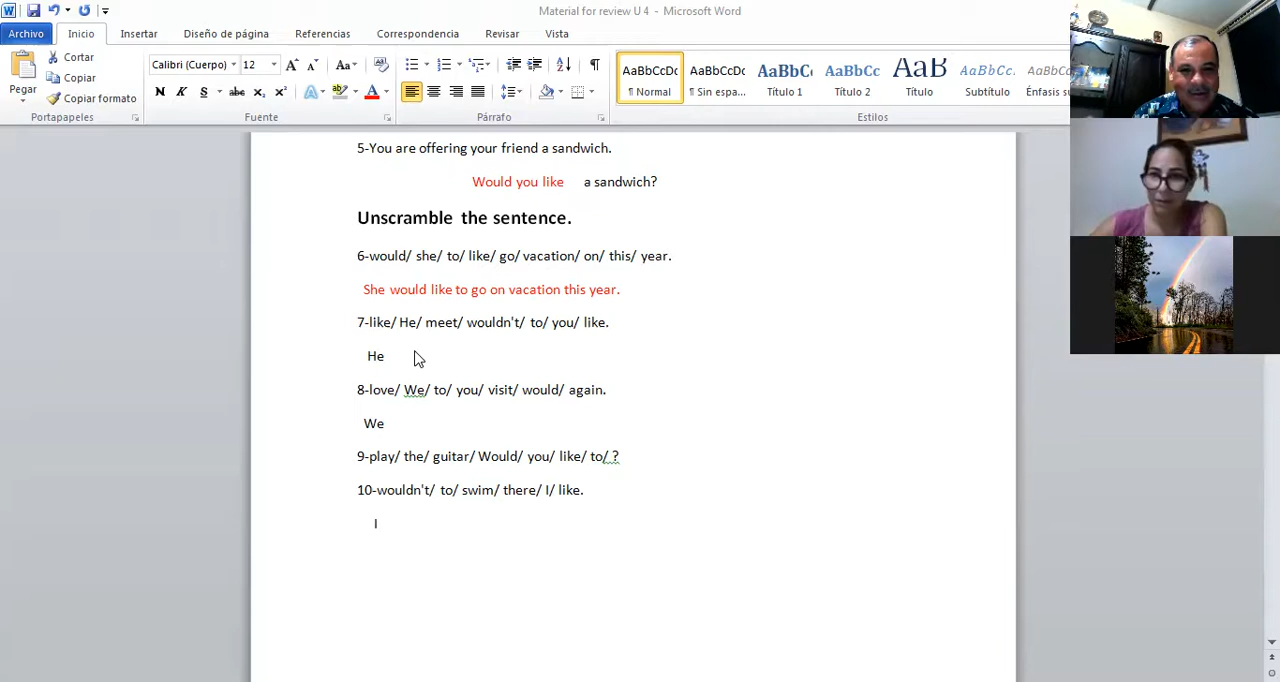 Material for review U 4 - Microsoft Word
Archivo Inicio Insertar Diseño de página Referencias Correspondencia Revisar Vista
Pegar
Cortar
Copiar
Copiar formato
Portapapeles
Calibri (Cuerpo) 12
N K S abc x₂ x²
Fuente
Párrafo
AaBbCcDc AaBbCcDc AaBbC AaBbCc AaB AaBbCc. AaBbCc
¶ Normal ¶ Sin espa... Título 1 Título 2 Título Subtítulo Énfasis su
Estilos
5-You are offering your friend a sandwich.
Would you like a sandwich?
Unscramble the sentence.
6-would/ she/ to/ like/ go/ vacation/ on/ this/ year.
She would like to go on vacation this year.
7-like/ He/ meet/ wouldn't/ to/ you/ like.
He
8-love/ We/ to/ you/ visit/ would/ again.
We
9-play/ the/ guitar/ Would/ you/ like/ to/ ?
10-wouldn't/ to/ swim/ there/ I/ like.
I